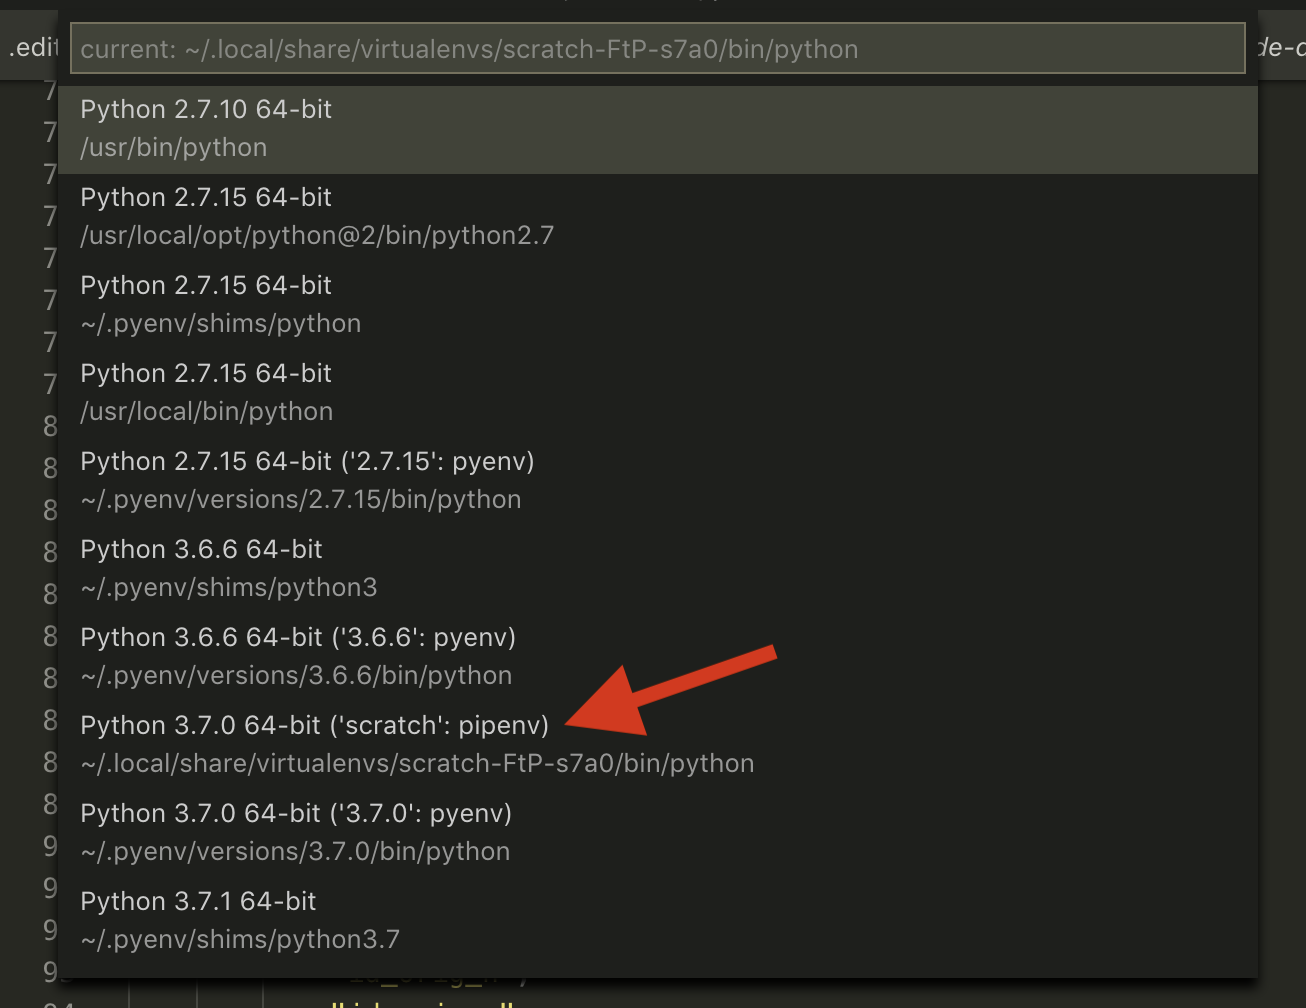 .edit
current: ~/.local/share/virtualenvs/scratch-FtP-s7a0/bin/python
de-c
Python 2.7.10 64-bit
/usr/bin/python
Python 2.7.15 64-bit
/usr/local/opt/python@2/bin/python2.7
Python 2.7.15 64-bit
~/.pyenv/shims/python
Python 2.7.15 64-bit
/usr/local/bin/python
Python 2.7.15 64-bit ('2.7.15': pyenv)
~/.pyenv/versions/2.7.15/bin/python
Python 3.6.6 64-bit
~/.pyenv/shims/python3
Python 3.6.6 64-bit ('3.6.6': pyenv)
~/.pyenv/versions/3.6.6/bin/python
Python 3.7.0 64-bit ('scratch': pipenv)
~/.local/share/virtualenvs/scratch-FtP-s7a0/bin/python
Python 3.7.0 64-bit ('3.7.0': pyenv)
~/.pyenv/versions/3.7.0/bin/python
Python 3.7.1 64-bit
~/.pyenv/shims/python3.7